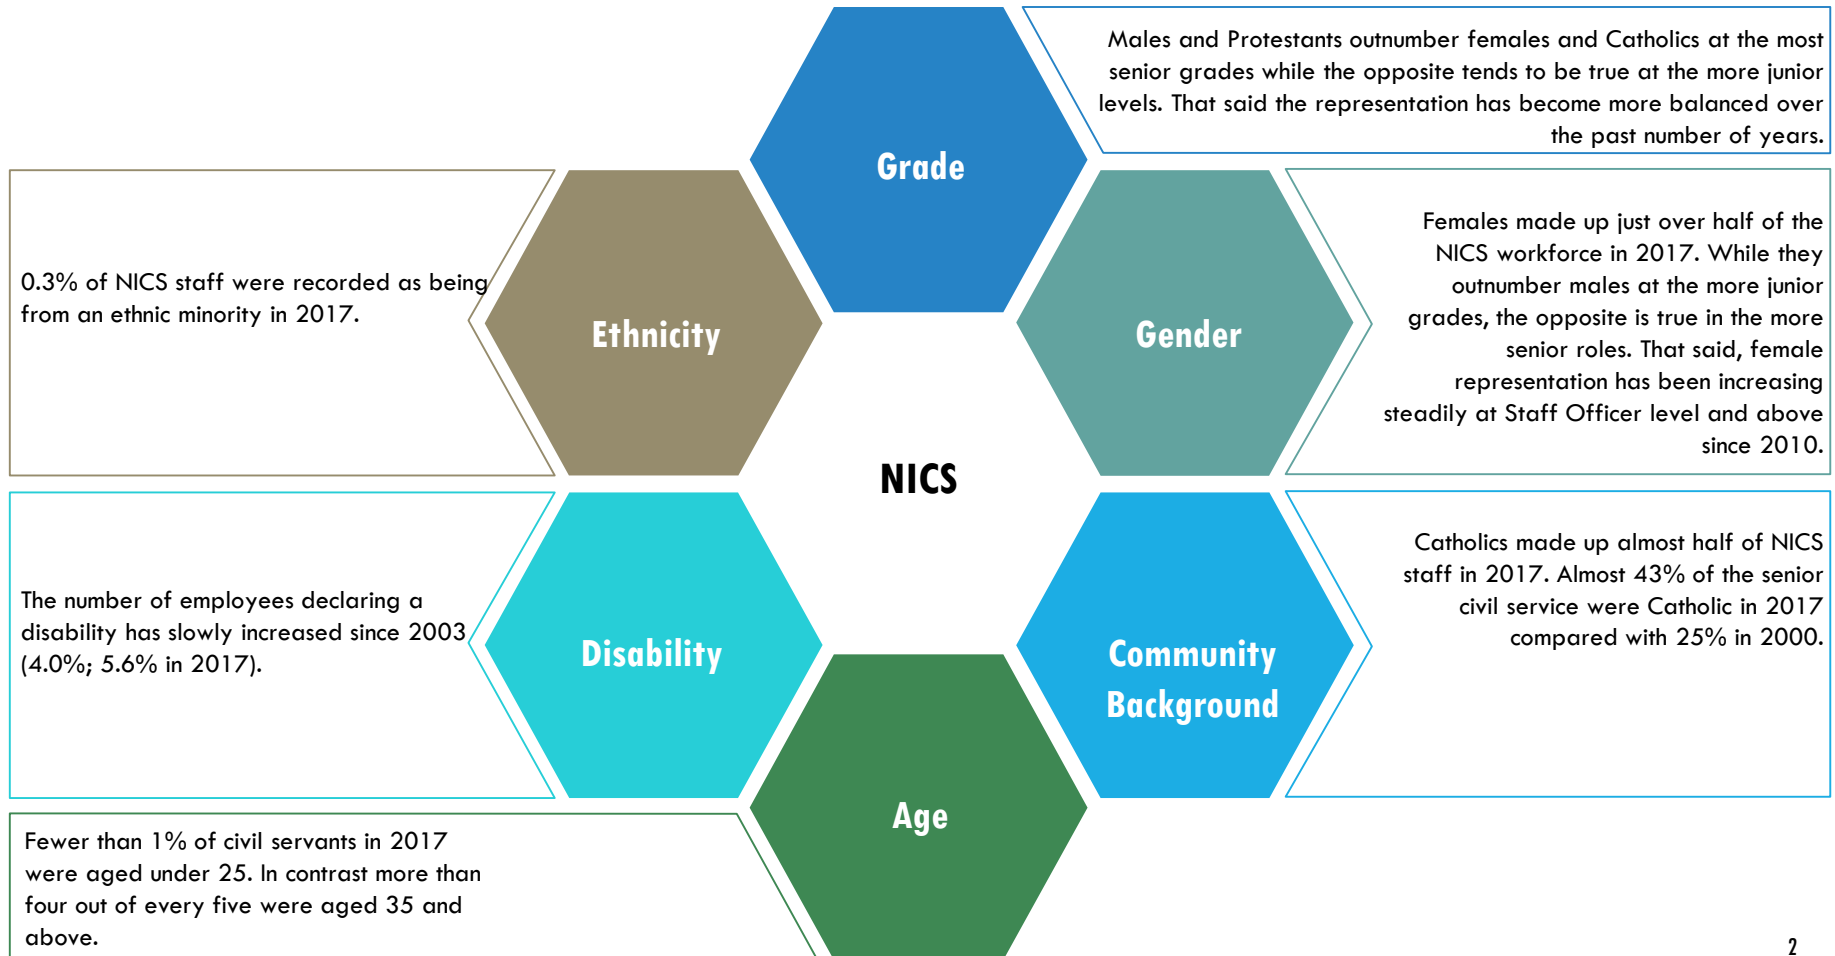 Males and Protestants outnumber females and Catholics at the most
senior grades while the opposite tends to be true at the more junior
levels. That said the representation has become more balanced over
the past number of years.
Grade
0.3% of NICS staff were recorded as being
from an ethnic minority in 2017.
Ethnicity
Gender
Females made up just over half of the
NICS workforce in 2017. While they
outnumber males at the more junior
grades, the opposite is true in the more
senior roles. That said, female
representation has been increasing
steadily at Staff Officer level and above
since 2010.
NICS
The number of employees declaring a
disability has slowly increased since 2003
(4.0%; 5.6% in 2017).
Disability
Community
Background
Catholics made up almost half of NICS
staff in 2017. Almost 43% of the senior
civil service were Catholic in 2017
compared with 25% in 2000.
Age
Fewer than 1% of civil servants in 2017
were aged under 25. In contrast more than
four out of every five were aged 35 and
above.
2